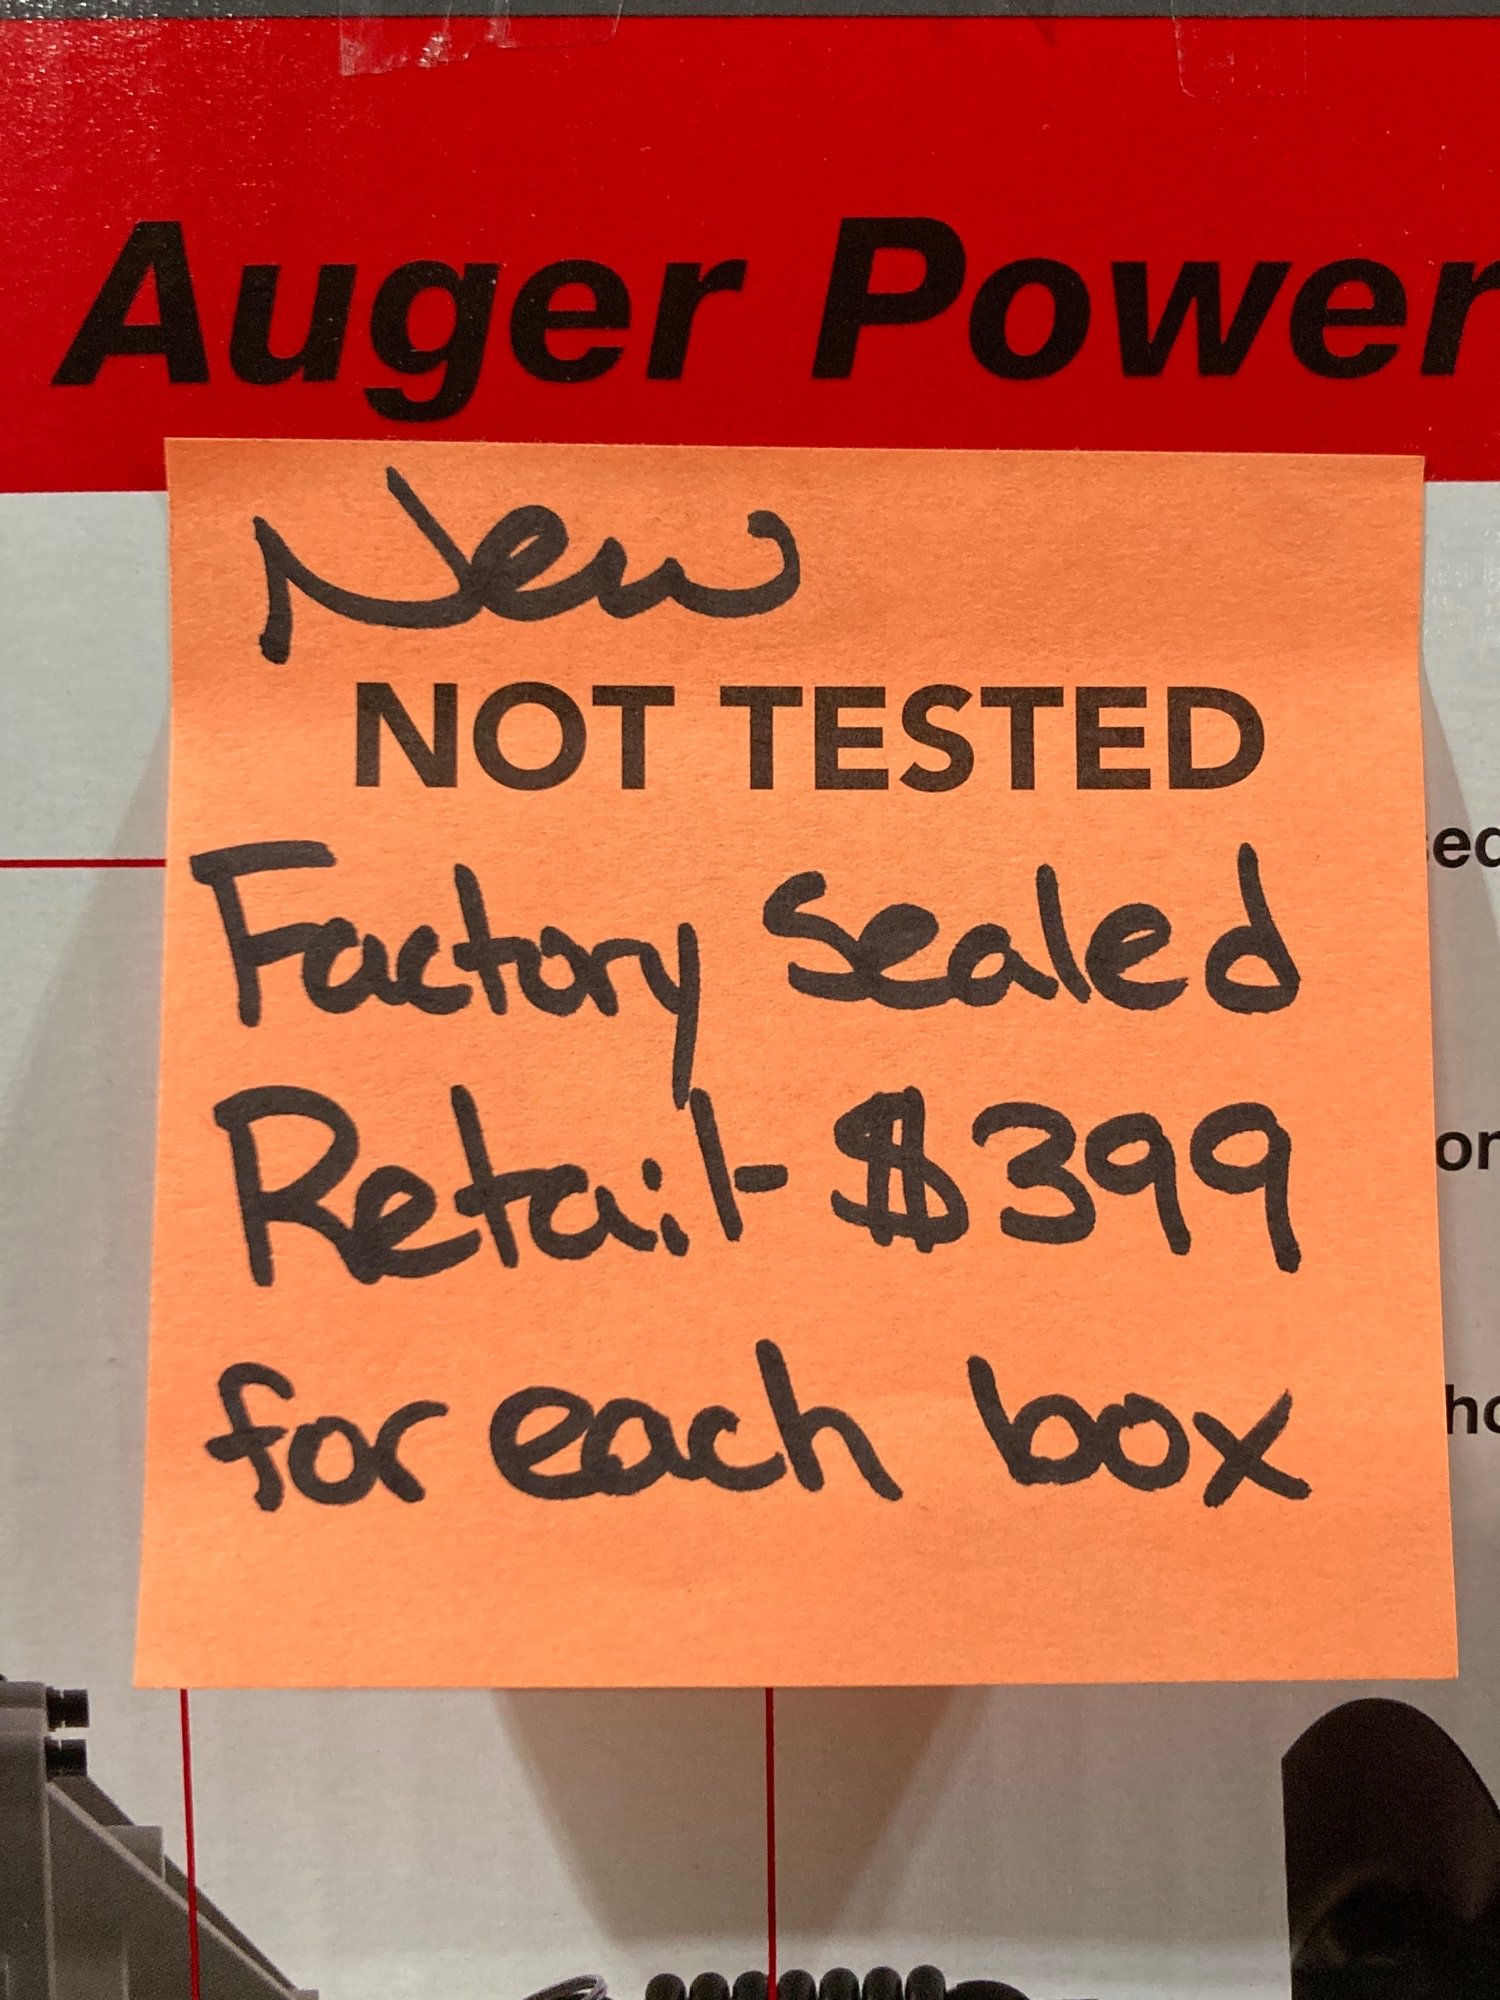 Auger Power
New
NOT TESTED
Factory Sealed
Retail- $399
for each box